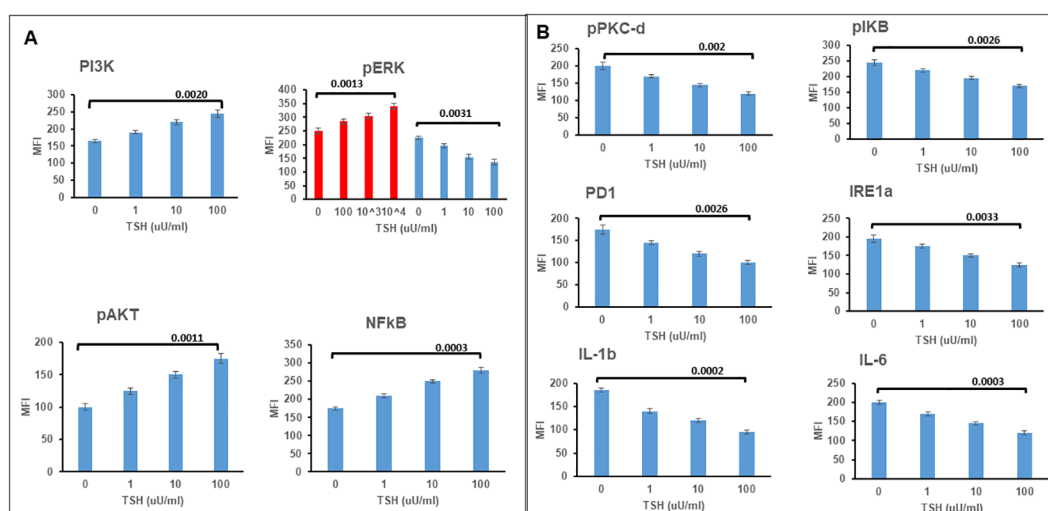 A
PI3K
0.0020
300
250
200
150
100
50
0
MFI
0 1 10 100
TSH (uU/ml)
pERK
0.0013
0.0031
400
350
300
250
200
150
100
50
0
MFI
0 100 10^3 10^4 0 1 10 100
TSH (uU/ml)
pAKT
0.0011
200
150
100
50
0
MFI
0 1 10 100
TSH (uU/ml)
NFkB
0.0003
350
300
250
200
150
100
50
0
MFI
0 1 10 100
TSH (uU/ml)
B
pPKC-d
0.002
250
200
150
100
50
0
MFI
0 1 10 100
TSH (uU/ml)
pIKB
0.0026
300
250
200
150
100
50
0
MFI
0 1 10 100
TSH (uU/ml)
PD1
0.0026
200
150
100
50
0
MFI
0 1 10 100
TSH (uU/ml)
IRE1a
0.0033
250
200
150
100
50
0
MFI
0 1 10 100
TSH (uU/ml)
IL-1b
0.0002
200
150
100
50
0
MFI
0 1 10 100
TSH (uU/ml)
IL-6
0.0003
250
200
150
100
50
0
MFI
0 1 10 100
TSH (uU/ml)